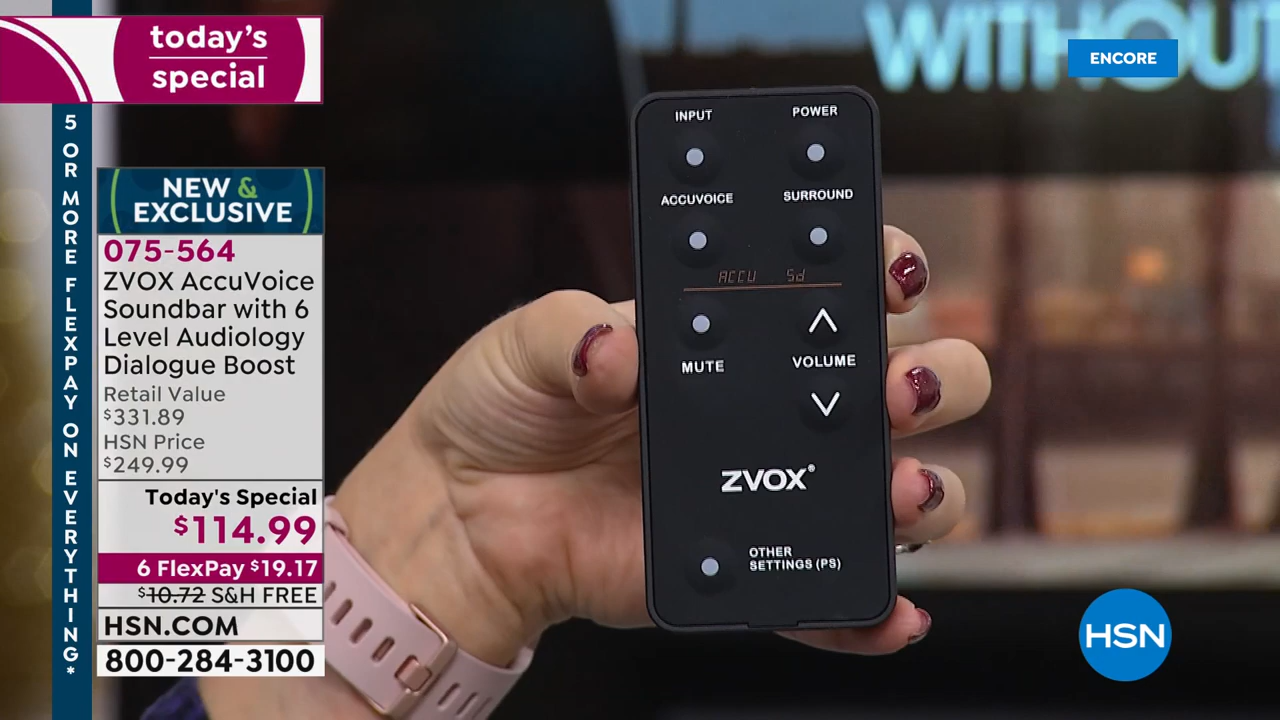 today's
special
5 OR MORE FLEXPAY ON EVERYTHING*
NEW &
EXCLUSIVE
075-564
ZVOX AccuVoice
Soundbar with 6
Level Audiology
Dialogue Boost
Retail Value
$331.89
HSN Price
$249.99
Today's Special
$114.99
6 FlexPay $19.17
$10.72 S&H FREE
HSN.COM
800-284-3100
WITHOUT
ENCORE
INPUT
POWER
ACCUVOICE
SURROUND
ACCU Sd
MUTE
VOLUME
ZVOX®
OTHER
SETTINGS (PS)
HSN